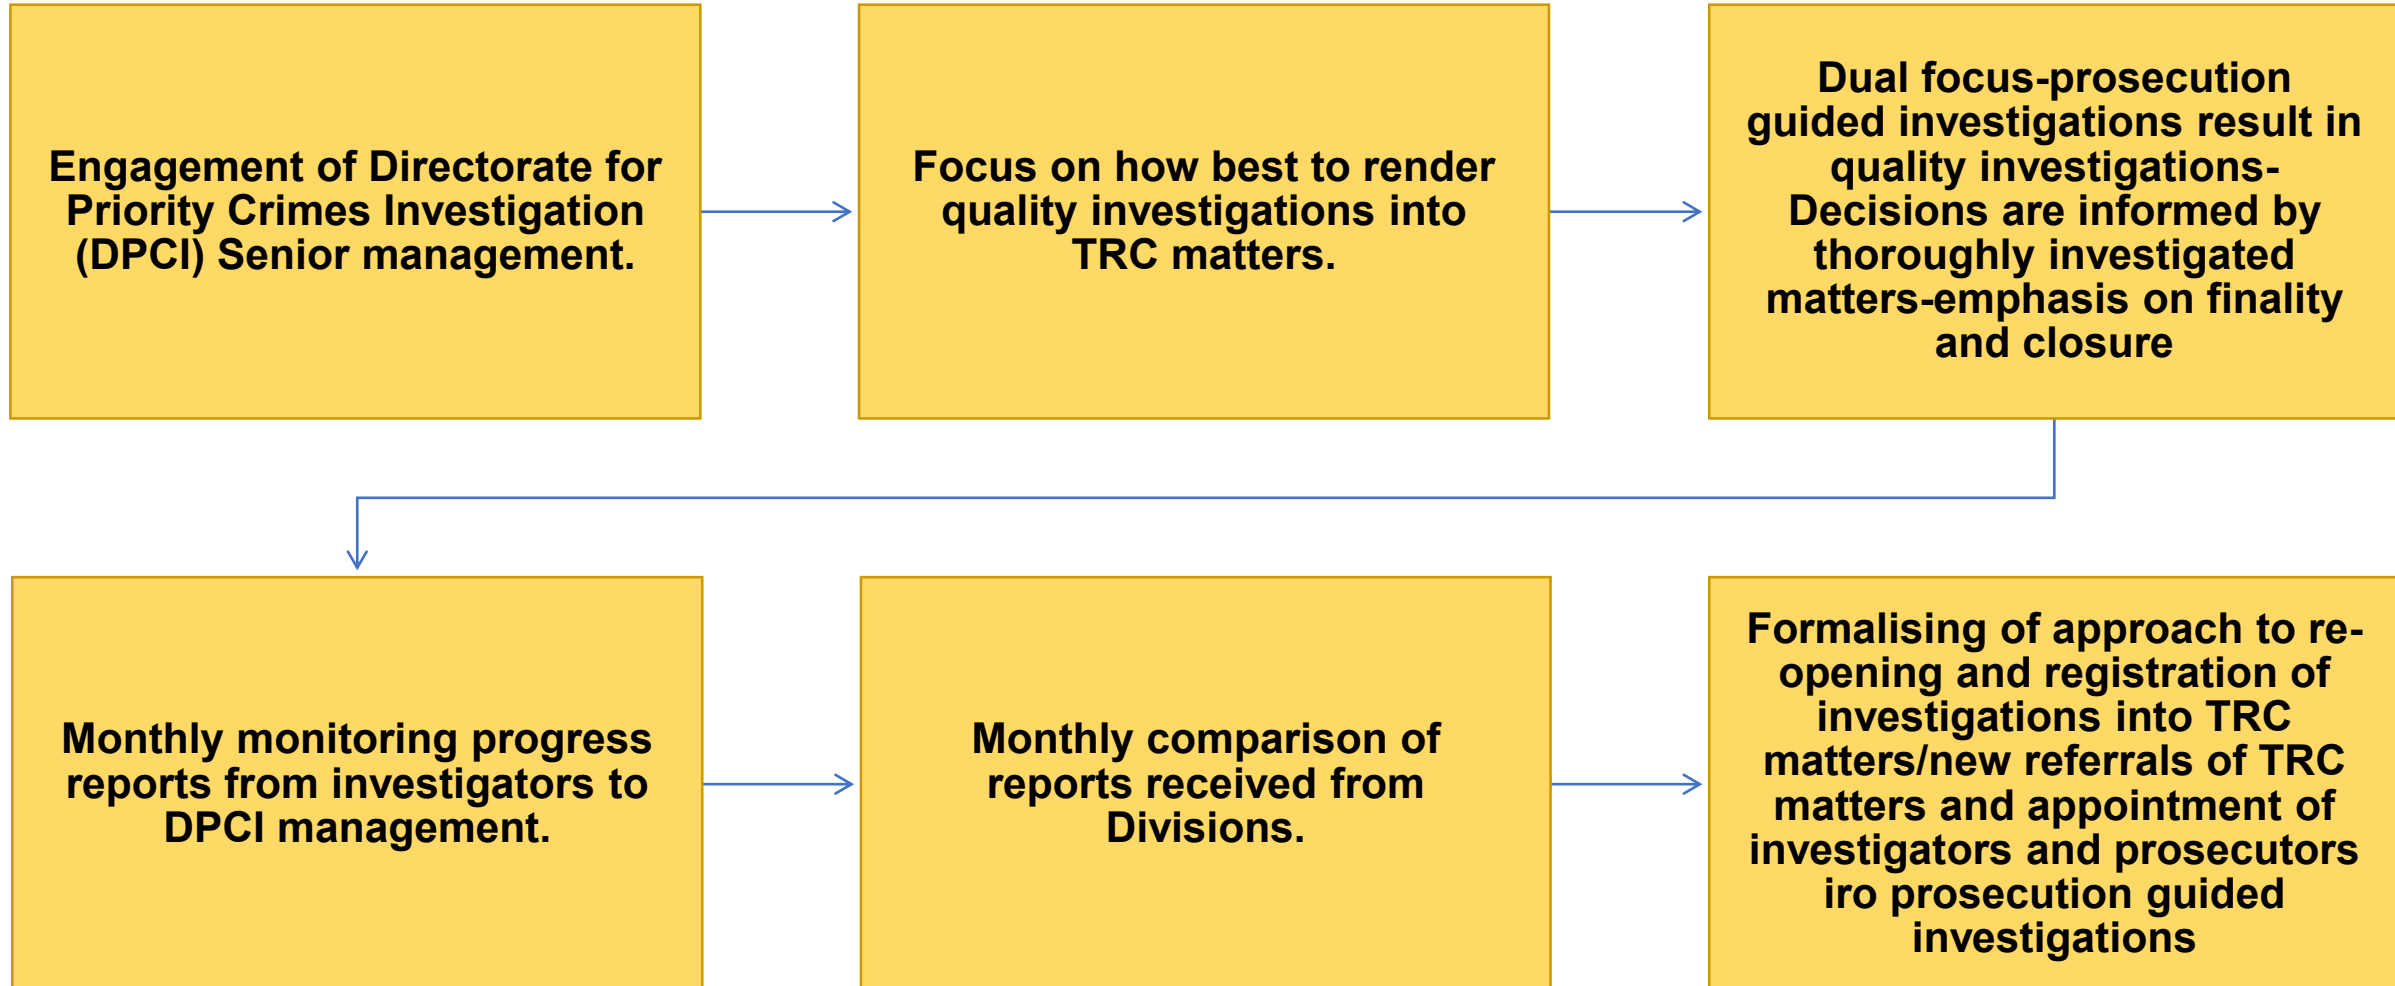 Engagement of Directorate for
Priority Crimes Investigation
(DPCI) Senior management.
Focus on how best to render
quality investigations into
TRC matters.
Dual focus-prosecution
guided investigations result in
quality investigations-
Decisions are informed by
thoroughly investigated
matters-emphasis on finality
and closure
Monthly monitoring progress
reports from investigators to
DPCI management.
Monthly comparison of
reports received from
Divisions.
Formalising of approach to re-
opening and registration of
investigations into TRC
matters/new referrals of TRC
matters and appointment of
investigators and prosecutors
iro prosecution guided
investigations